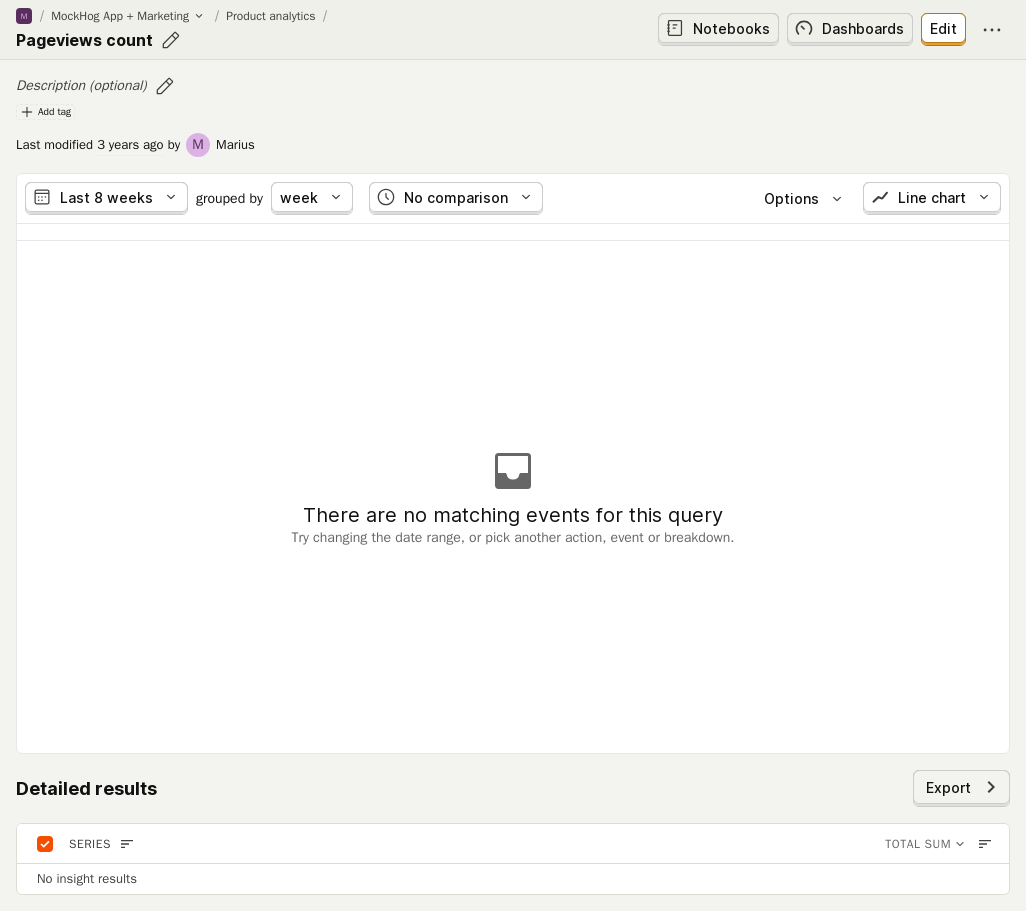 M / MockHog App + Marketing / Product analytics /
Pageviews count
Notebooks Dashboards Edit
Description (optional)
Add tag
Last modified 3 years ago by M Marius
Last 8 weeks grouped by week No comparison Options Line chart
There are no matching events for this query
Try changing the date range, or pick another action, event or breakdown.
Detailed results Export
SERIES TOTAL SUM
No insight results